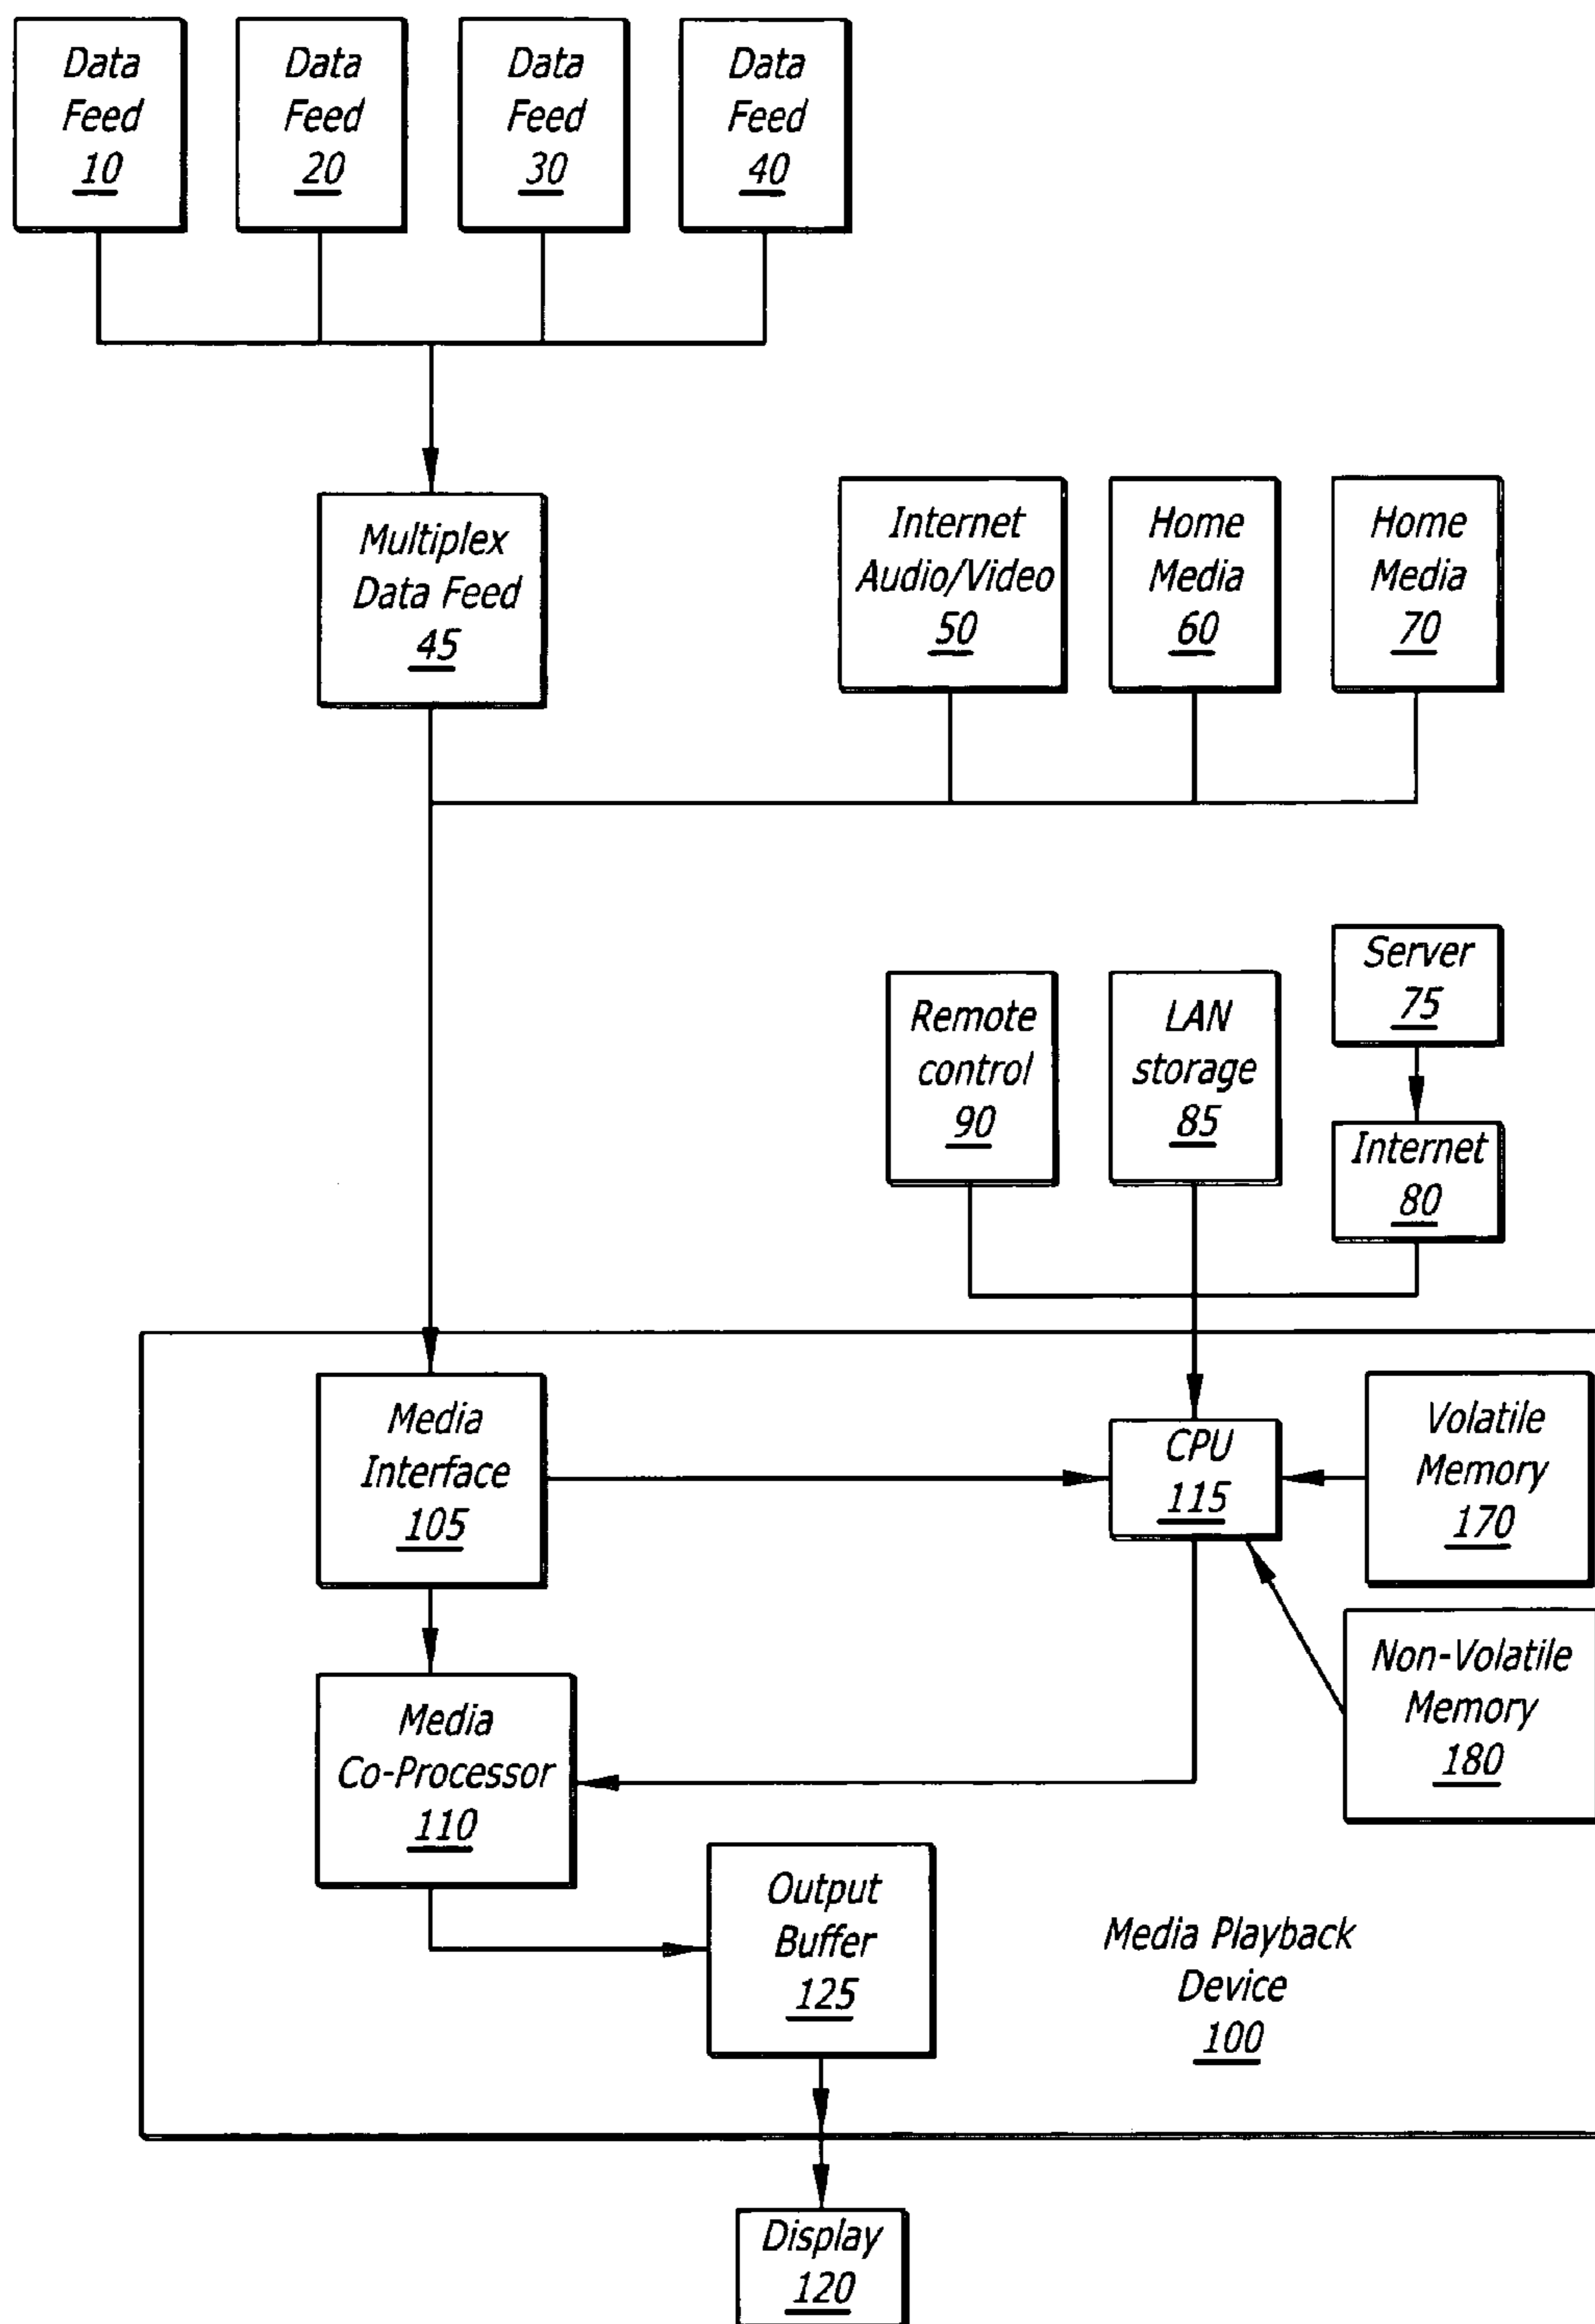 Data
Feed
10
Data
Feed
20
Data
Feed
30
Data
Feed
40
Multiplex
Data Feed
45
Internet
Audio/Video
50
Home
Media
60
Home
Media
70
Server
75
Remote
control
90
LAN
storage
85
Internet
80
Media
Interface
105
CPU
115
Volatile
Memory
170
Non-Volatile
Memory
180
Media
Co-Processor
110
Output
Buffer
125
Media Playback
Device
100
Display
120